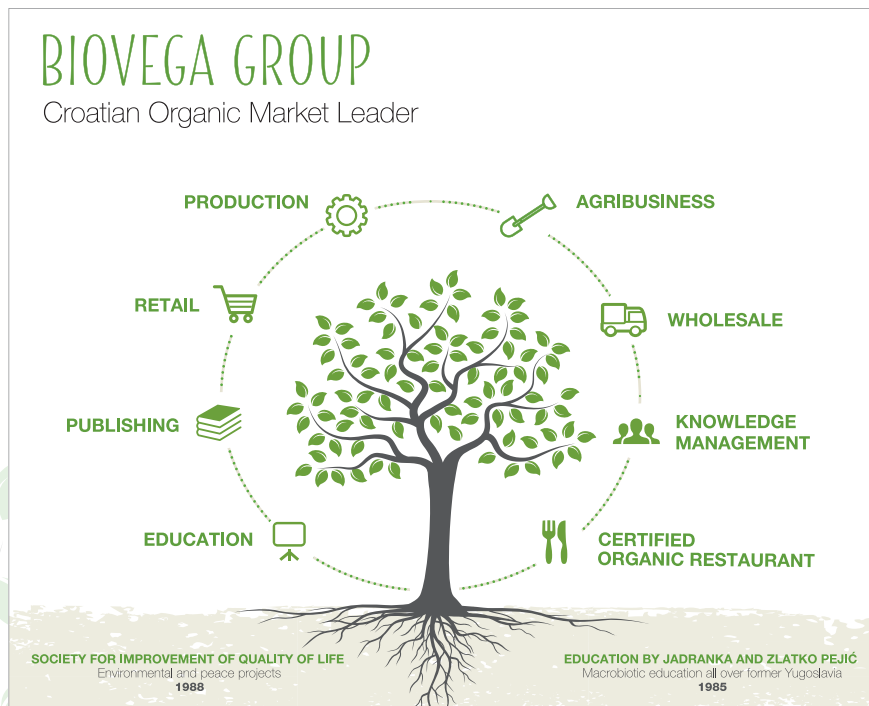 BIOVEGA GROUP
Croatian Organic Market Leader
PRODUCTION
AGRIBUSINESS
RETAIL
WHOLESALE
PUBLISHING
KNOWLEDGE
MANAGEMENT
EDUCATION
CERTIFIED
ORGANIC RESTAURANT
SOCIETY FOR IMPROVEMENT OF QUALITY OF LIFE
Environmental and peace projects
1988
EDUCATION BY JADRANKA AND ZLATKO PEJIĆ
Macrobiotic education all over former Yugoslavia
1985